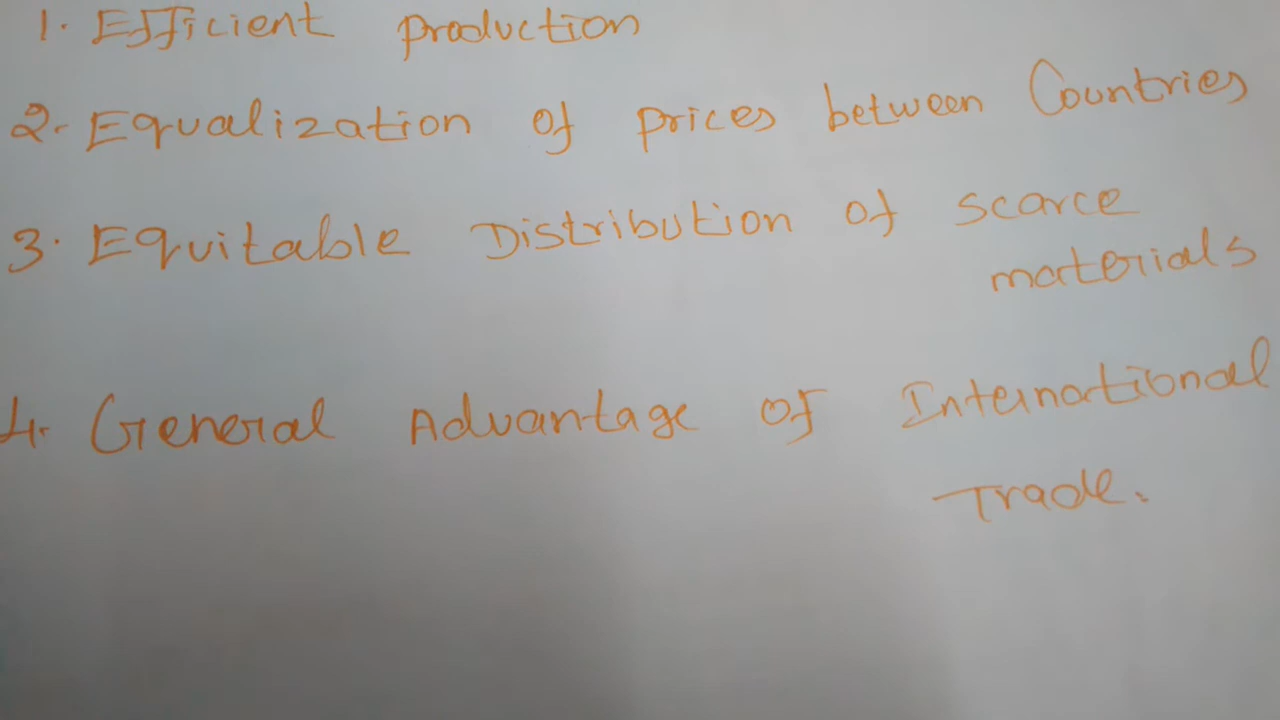 1. Efficient production
2. Equalization of prices between Countries
3. Equitable Distribution of scarce
materials
4. General Advantage of International
Trade.